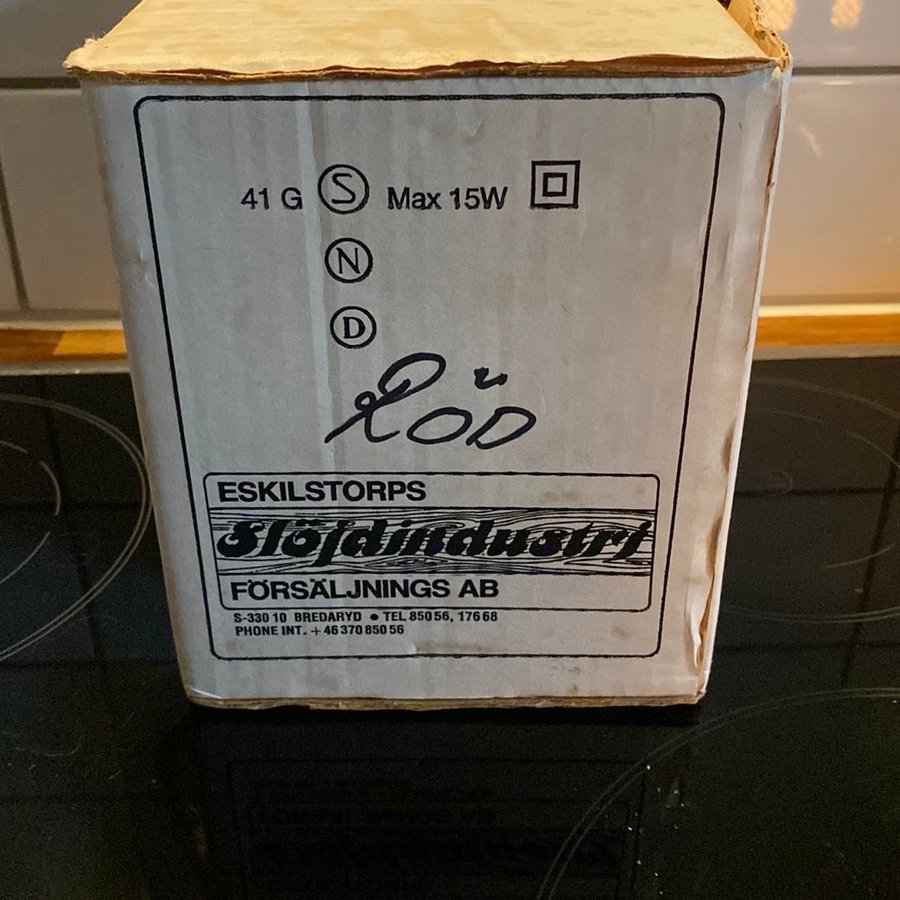 41 G S Max 15W
N
D
RÖD
ESKILSTORPS
Slöjdindustri
FÖRSÄLJNINGS AB
S-330 10 BREDARYD ● TEL 850 56, 176 68
PHONE INT. + 46 370 850 56